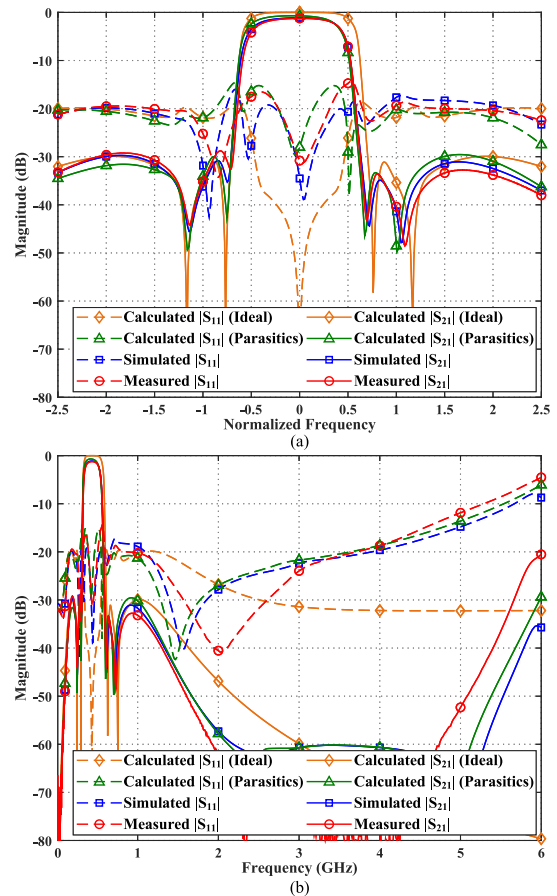 0
-10
-20
-30
-40
-50
-60
-70
-80
Magnitude (dB)
Calculated |S11| (Ideal)
Calculated |S21| (Ideal)
Calculated |S11| (Parasitics)
Calculated |S21| (Parasitics)
Simulated |S11|
Simulated |S21|
Measured |S11|
Measured |S21|
-2.5 -2 -1.5 -1 -0.5 0 0.5 1 1.5 2 2.5
Normalized Frequency
(a)
0
-10
-20
-30
-40
-50
-60
-70
-80
Magnitude (dB)
Calculated |S11| (Ideal)
Calculated |S21| (Ideal)
Calculated |S11| (Parasitics)
Calculated |S21| (Parasitics)
Simulated |S11|
Simulated |S21|
Measured |S11|
Measured |S21|
0 1 2 3 4 5 6
Frequency (GHz)
(b)